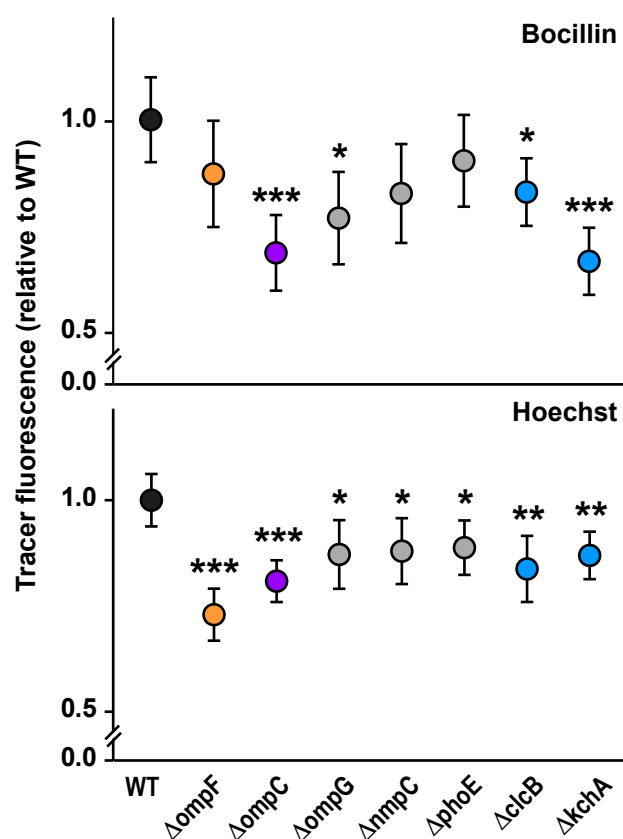 Bocillin
Tracer fluorescence (relative to WT)
1.0
*
***
*
***
0.5
0.0
Hoechst
1.0
***
***
*
*
*
**
**
0.5
0.0
WT
ΔompF
ΔompC
ΔompG
ΔnmpC
ΔphoE
ΔclcB
ΔkchA